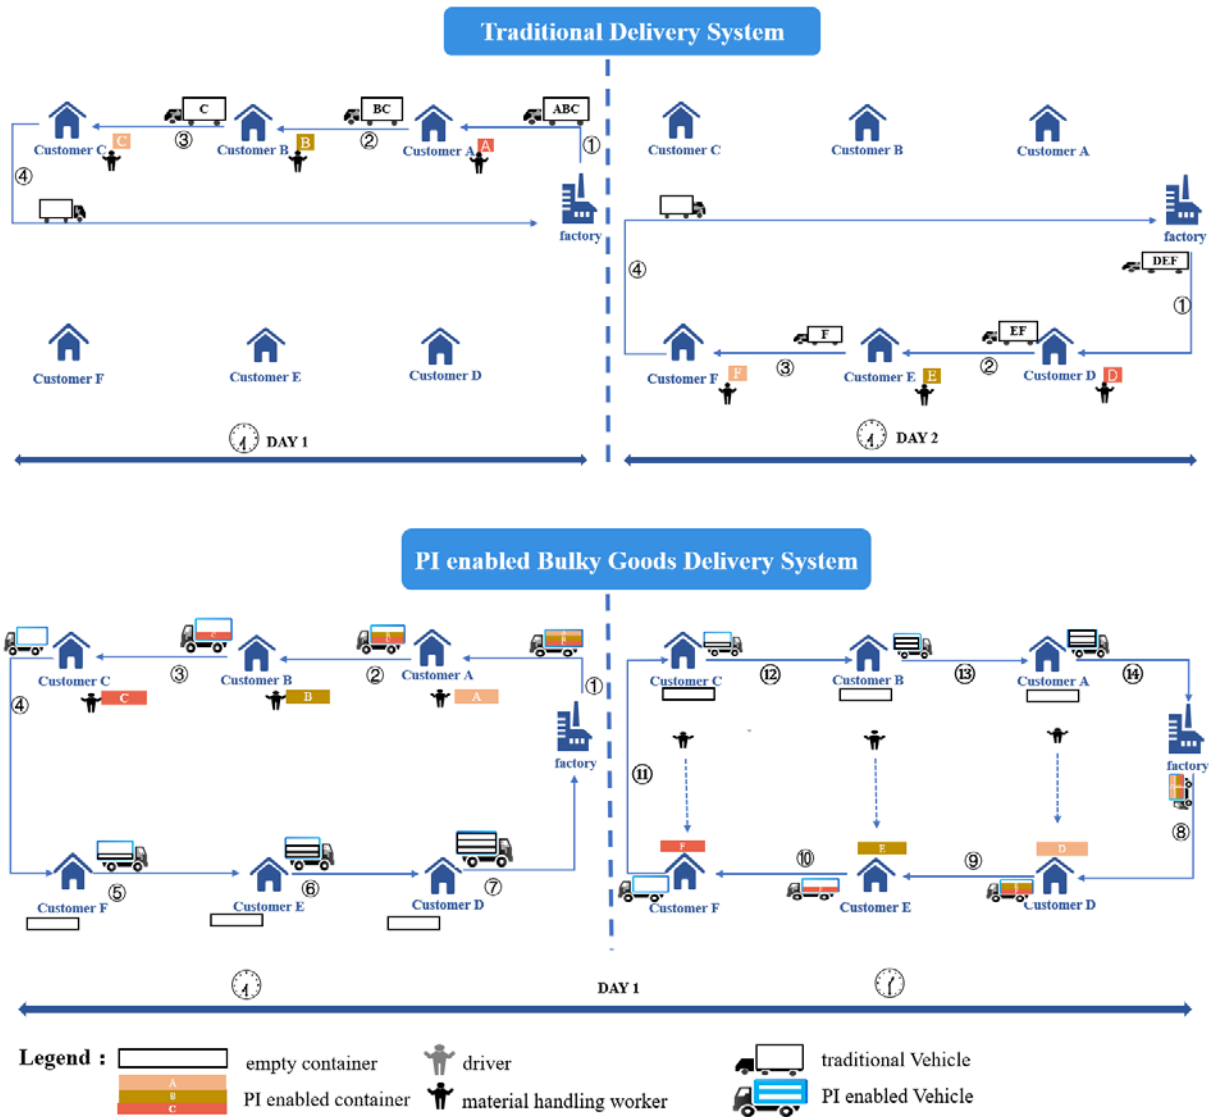 Traditional Delivery System
C
BC
ABC
③
②
①
C
B
A
Customer C
Customer B
Customer A
④
factory
Customer F
Customer E
Customer D
DAY 1
Customer C
Customer B
Customer A
factory
DEF
④
①
F
EF
③
②
Customer F
Customer E
Customer D
F
E
D
DAY 2
PI enabled Bulky Goods Delivery System
C
③
②
①
Customer C
Customer B
Customer A
C
B
A
④
factory
⑤
⑥
⑦
Customer F
Customer E
Customer D
Customer C
Customer B
Customer A
⑫
⑬
⑭
factory
⑪
⑧
F
E
D
⑩
⑨
Customer F
Customer E
Customer D
DAY 1
Legend :
empty container
driver
traditional Vehicle
A
B
C
PI enabled container
material handling worker
PI enabled Vehicle